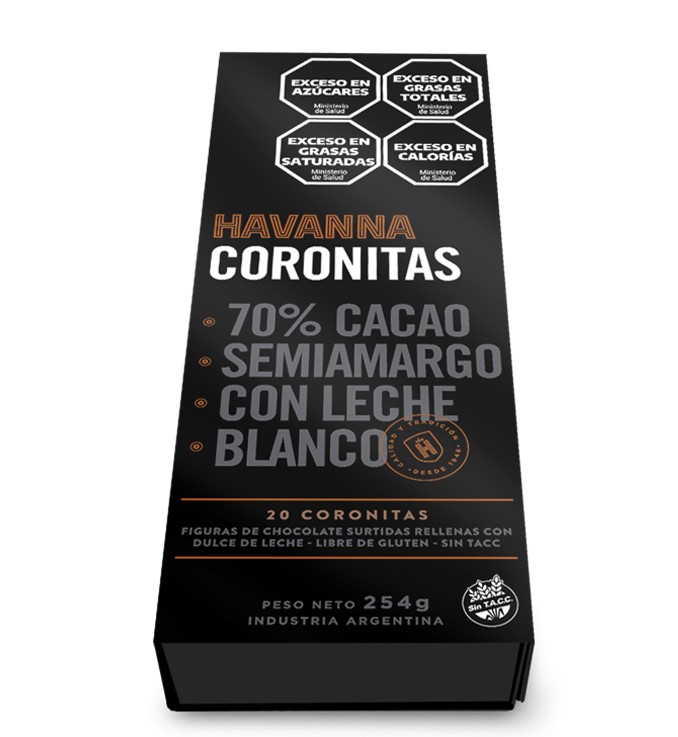 EXCESO EN
AZÚCARES
Ministerio
de Salud
EXCESO EN
GRASAS
TOTALES
Ministerio
de Salud
EXCESO EN
GRASAS
SATURADAS
Ministerio
de Salud
EXCESO EN
CALORÍAS
Ministerio
de Salud
HAVANNA
CORONITAS
70% CACAO
SEMIAMARGO
CON LECHE
BLANCO
CALIDAD Y TRADICIÓN
H
DESDE 1948
20 CORONITAS
FIGURAS DE CHOCOLATE SURTIDAS RELLENAS CON
DULCE DE LECHE - LIBRE DE GLUTEN - SIN TACC
Sin T.A.C.C.
PESO NETO 254g
INDUSTRIA ARGENTINA